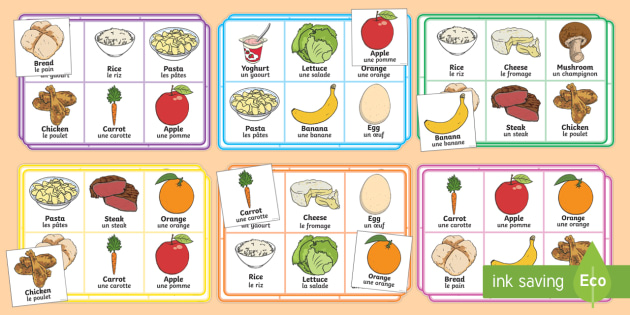 Bread
le pain
un yaourt
Rice
le riz
Pasta
les pâtes
Chicken
le poulet
Carrot
une carotte
Apple
une pomme
Yoghurt
un yaourt
Lettuce
une salade
Apple
une pomme
Orange
une orange
Pasta
les pâtes
Banana
une banane
Egg
un œuf
Rice
le riz
Cheese
le fromage
Mushroom
un champignon
Banana
une banane
Steak
un steak
Chicken
le poulet
Pasta
les pâtes
Steak
un steak
Orange
une orange
Chicken
le poulet
Carrot
une carotte
Apple
une pomme
Carrot
une carotte
un yaourt
Cheese
le fromage
Egg
un œuf
Rice
le riz
Lettuce
la salade
Orange
une orange
Carrot
une carotte
Apple
une pomme
Orange
une orange
Bread
le pain
ink saving
Eco